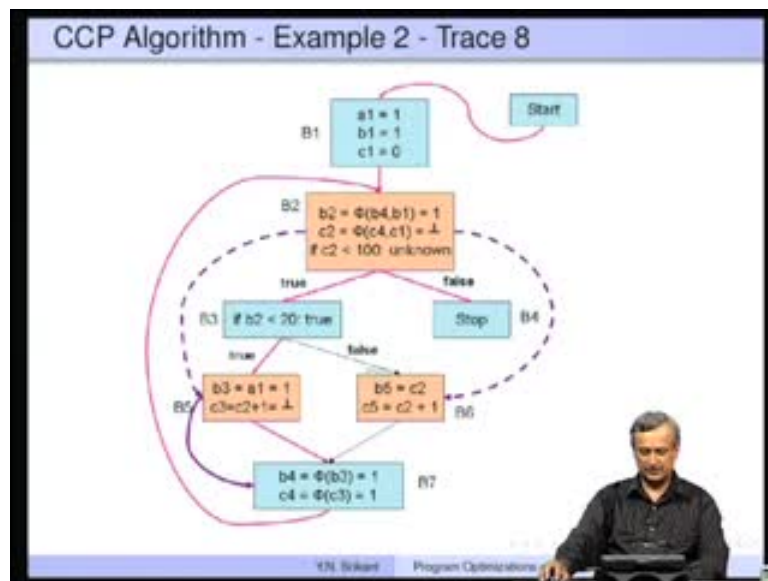 CCP Algorithm - Example 2 - Trace 8
Start
B1
a1 = 1
b1 = 1
c1 = 0
B2
b2 = Φ(b4,b1) = 1
c2 = Φ(c4,c1) = ⊥
if c2 < 100: unknown
true
false
B3
if b2 < 20: true
Stop
B4
true
false
b3 = a1 = 1
c3=c2+1= ⊥
B5
b5 = c2
c5 = c2 + 1
B6
b4 = Φ(b3) = 1
c4 = Φ(c3) = 1
B7
Y.N. Srikant
Program Optimizations